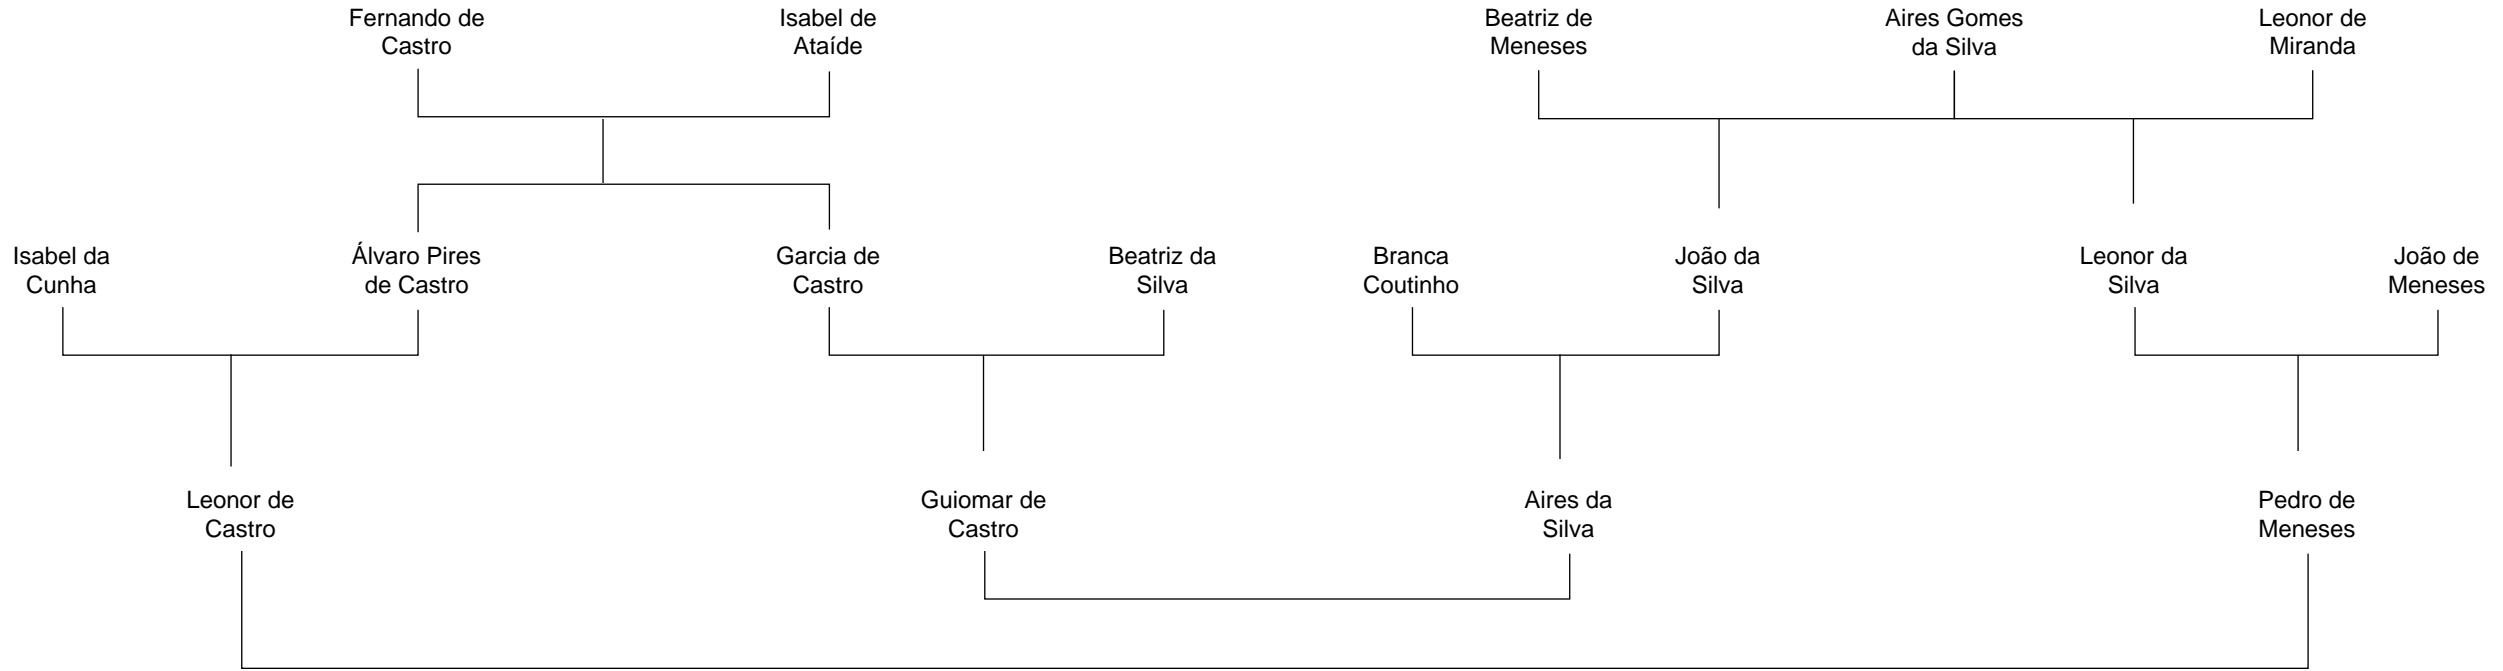 Fernando de
Castro
Isabel de
Ataíde
Beatriz de
Meneses
Aires Gomes
da Silva
Leonor de
Miranda
Isabel da
Cunha
Álvaro Pires
de Castro
Garcia de
Castro
Beatriz da
Silva
Branca
Coutinho
João da
Silva
Leonor da
Silva
João de
Meneses
Leonor de
Castro
Guiomar de
Castro
Aires da
Silva
Pedro de
Meneses